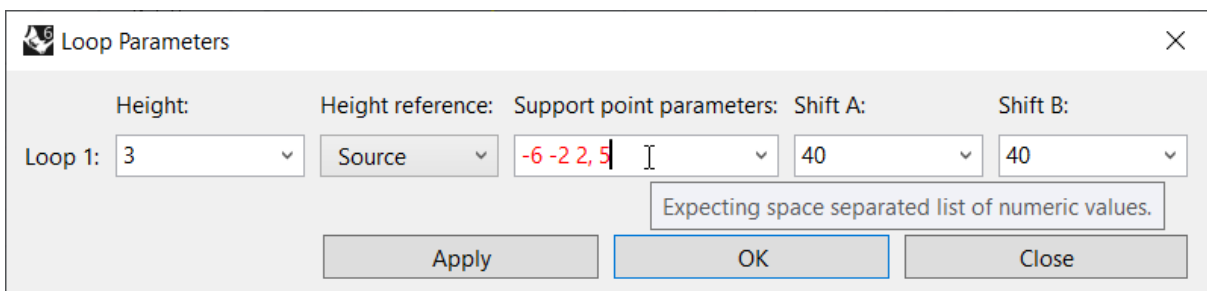 6 Loop Parameters
Height: Height reference: Support point parameters: Shift A: Shift B:
Loop 1: 3 Source -6 -2 2, 5 40 40
Expecting space separated list of numeric values.
Apply OK Close